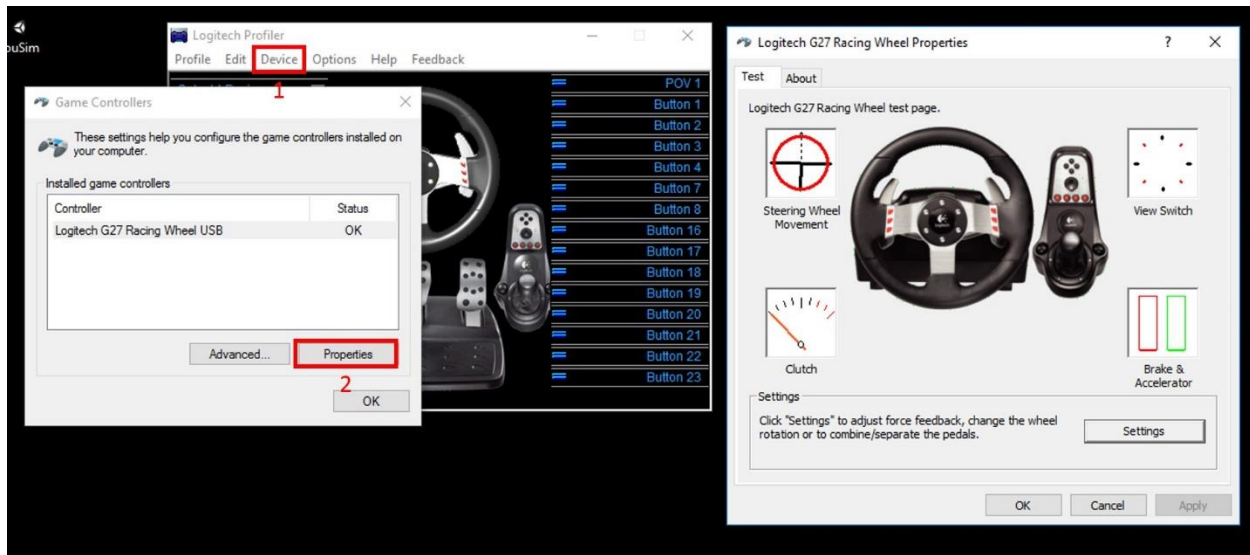 ouSim
Logitech Profiler
Profile Edit Device Options Help Feedback
1
POV 1
Button 1
Button 2
Button 3
Button 4
Button 7
Button 8
Button 16
Button 17
Button 18
Button 19
Button 20
Button 21
Button 22
Button 23
Game Controllers
These settings help you configure the game controllers installed on
your computer.
Installed game controllers
Controller Status
Logitech G27 Racing Wheel USB OK
Advanced... Properties
2
OK
Logitech G27 Racing Wheel Properties
Test About
Logitech G27 Racing Wheel test page.
Steering Wheel
Movement
View Switch
Clutch
Brake &
Accelerator
Settings
Click "Settings" to adjust force feedback, change the wheel
rotation or to combine/separate the pedals.
Settings
OK Cancel Apply